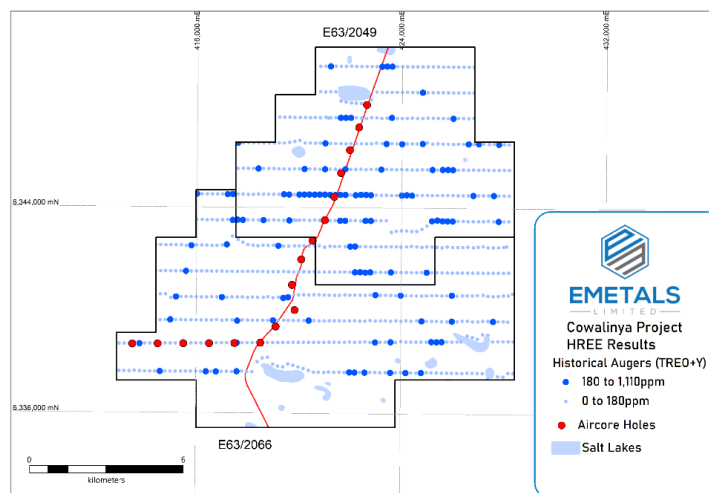 E63/2049
416,000 mE
424,000 mE
432,000 mE
6,344,000 mN
6,336,000 mN
E63/2066
0
6
kilometers
EMETALS
LIMITED
Cowalinya Project
HREE Results
Historical Augers (TREO+Y)
180 to 1,110ppm
0 to 180ppm
Aircore Holes
Salt Lakes